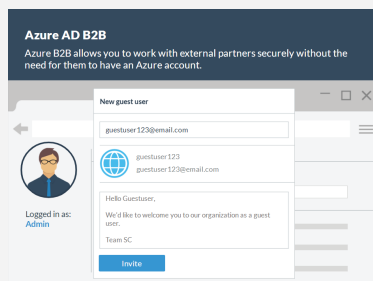 Azure AD B2B
Azure B2B allows you to work with external partners securely without the
need for them to have an Azure account.
New guest user
guestuser123@email.com
guestuser123
guestuser123@email.com
Hello Guestuser,
We'd like to welcome you to our organization as a guest
user.
Team SC
Logged in as:
Admin
Invite